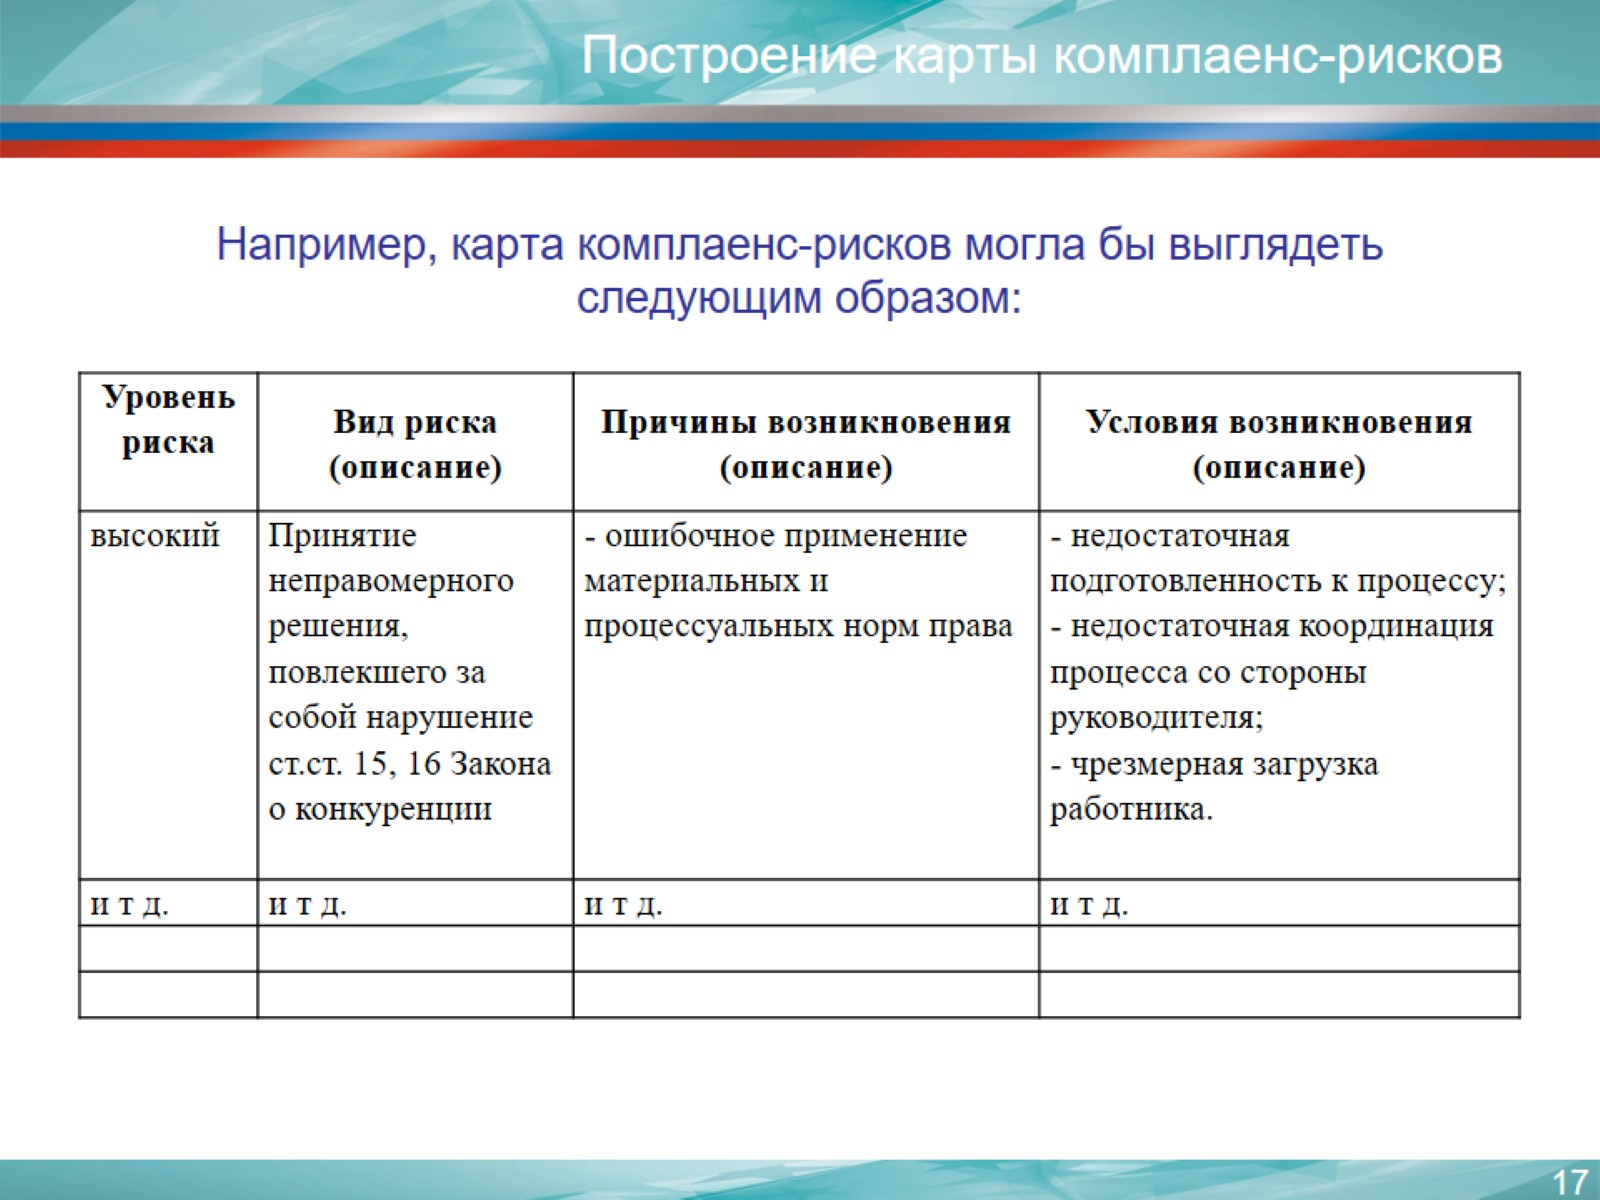 Построение карты комплаенс-рисков
Например, карта комплаенс-рисков могла бы выглядеть
следующим образом:
Уровень
риска
Вид риска
(описание)
Причины возникновения
(описание)
Условия возникновения
(описание)
высокий
Принятие
неправомерного
решения,
повлекшего за
собой нарушение
ст.ст. 15, 16 Закона
о конкуренции
- ошибочное применение
материальных и
процессуальных норм права
- недостаточная
подготовленность к процессу;
- недостаточная координация
процесса со стороны
руководителя;
- чрезмерная загрузка
работника.
и т д.
и т д.
и т д.
и т д.
17